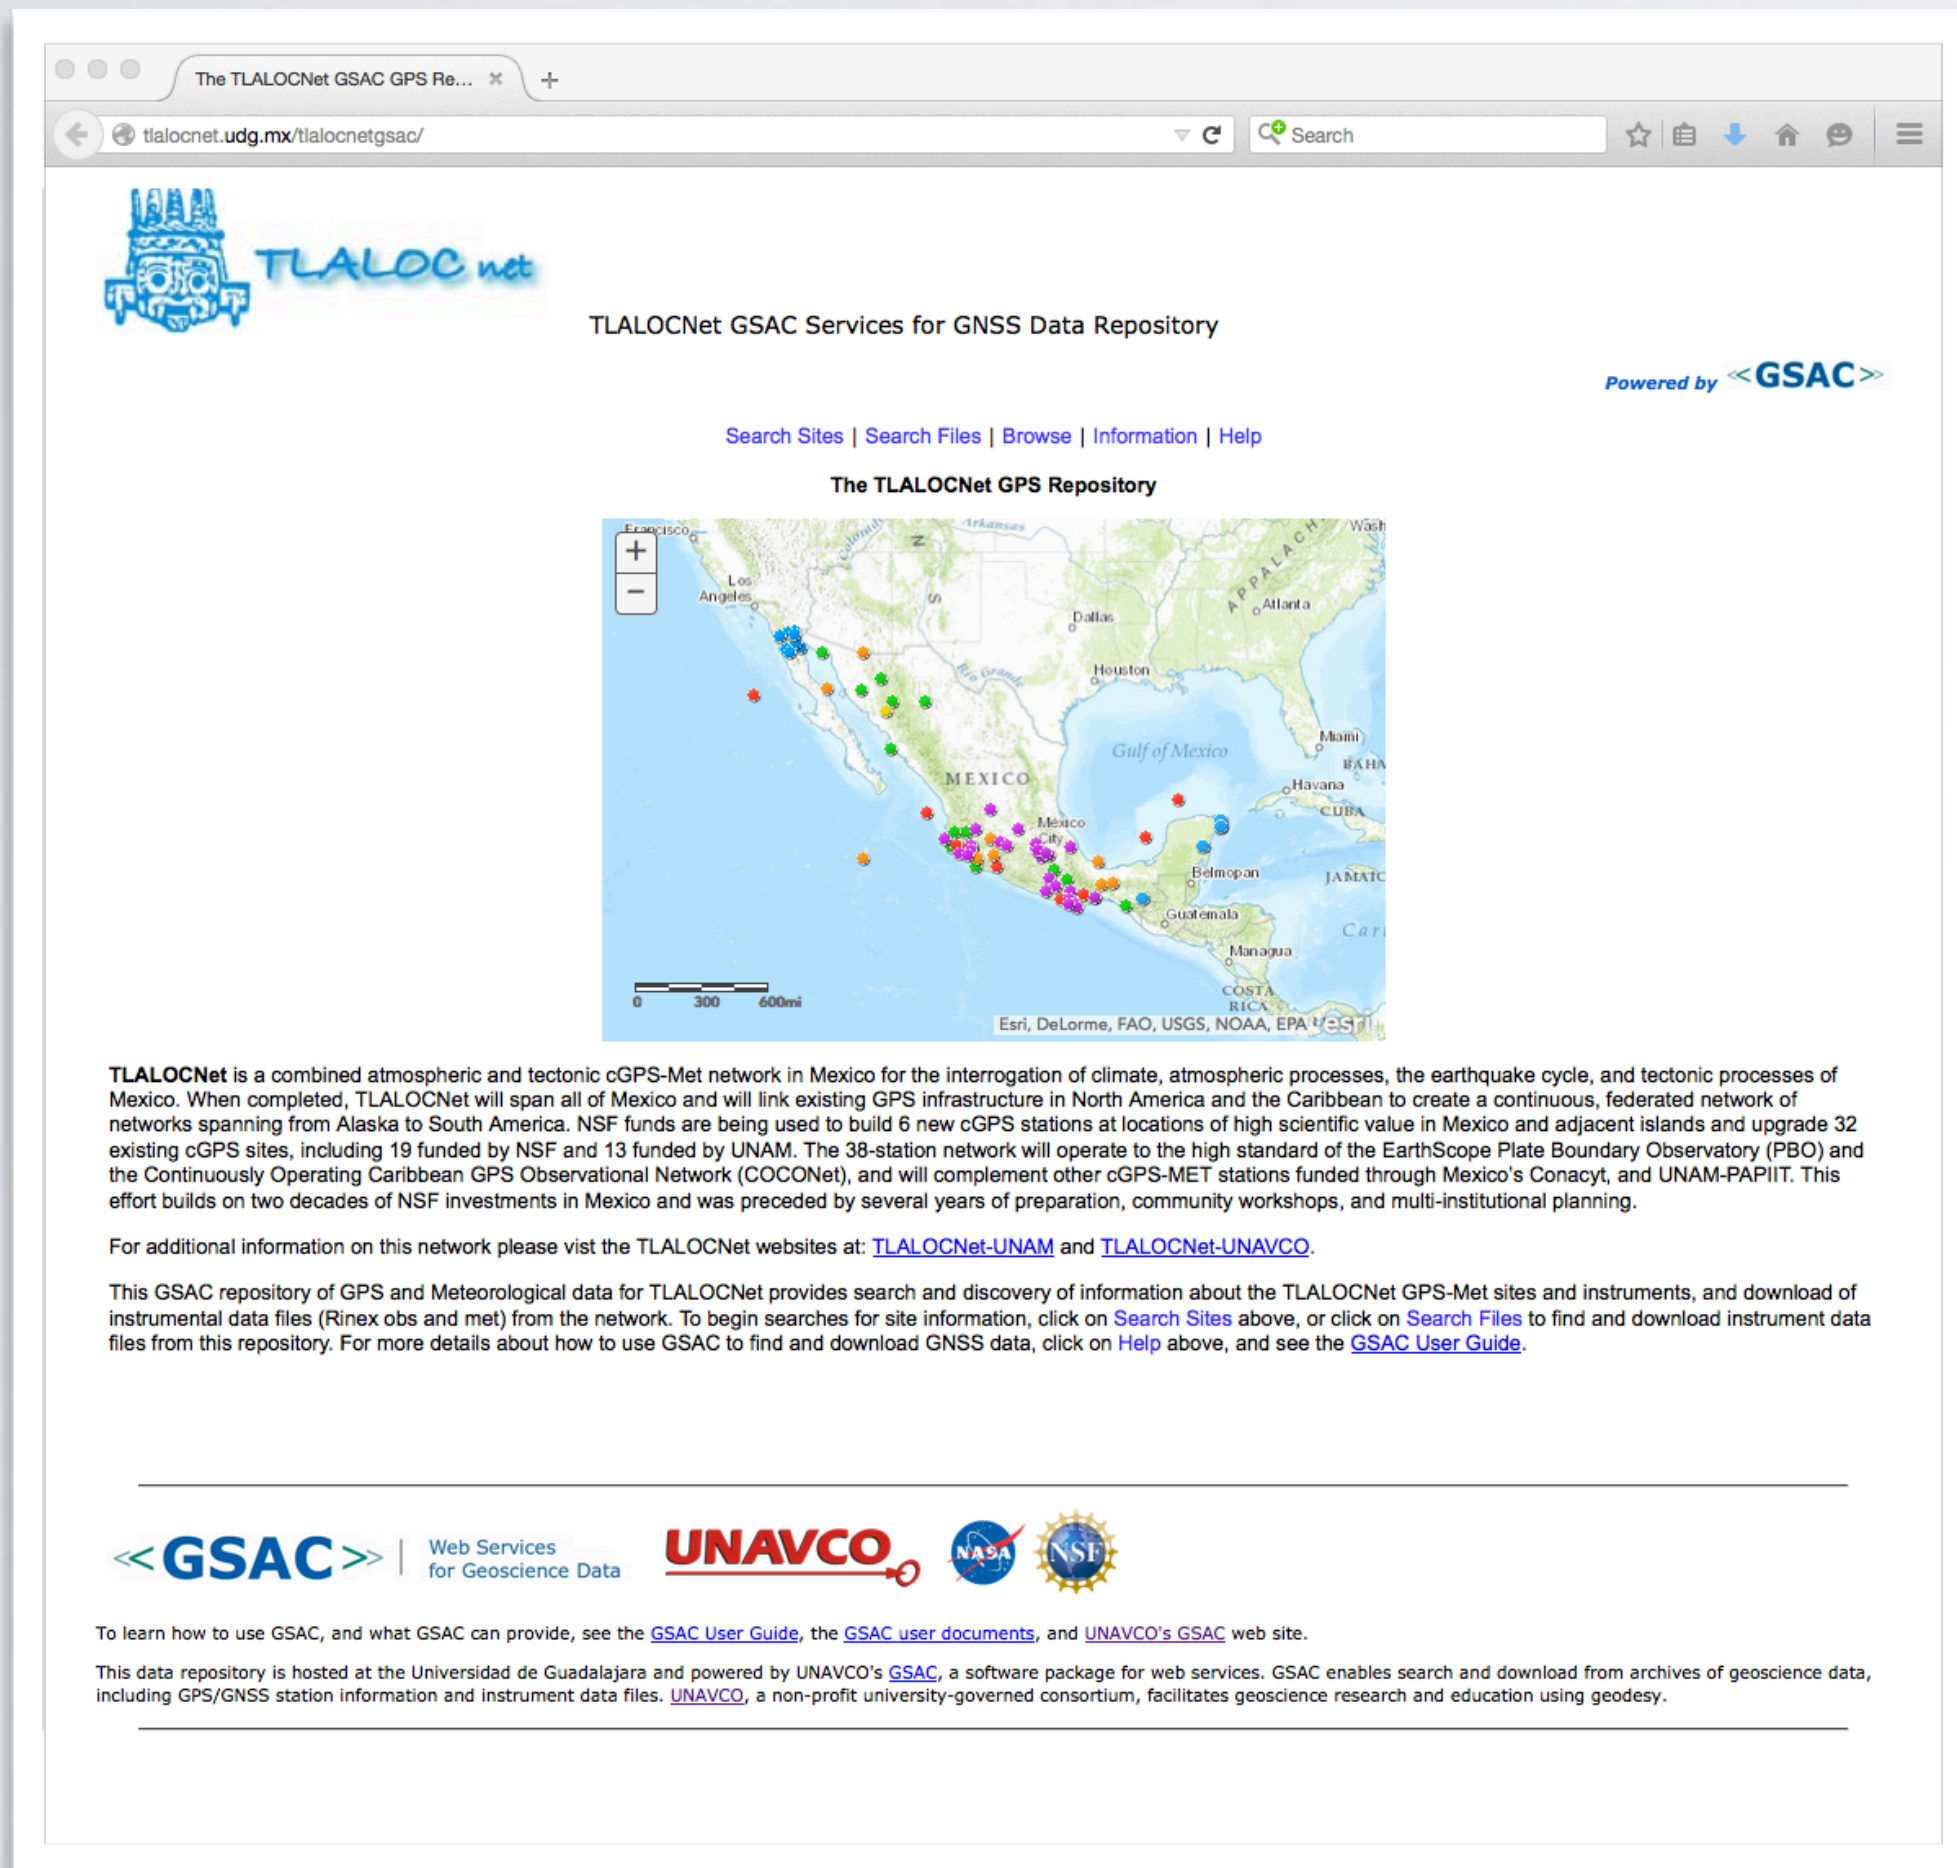 The TLALOCNet GSAC GPS Re...
tlalocnet.udg.mx/tlalocnetgsac/
Search
TLALOC net
TLALOCNet GSAC Services for GNSS Data Repository
Powered by <<GSAC>>
Search Sites | Search Files | Browse | Information | Help
The TLALOCNet GPS Repository
Francisco
Colorado
Arkansas
Wash
+
−
N
APPALACH
Los
Angeles
S
Atlanta
Dallas
Rio Grande
Houston
Gulf of Mexico
Miami
BAHA
MEXICO
Havana
CUBA
Mexico
City
Belmopan
JAMAIC
Guatemala
Cari
Managua
COSTA
RICA
0 300 600mi
Esri, DeLorme, FAO, USGS, NOAA, EPA
esri
TLALOCNet is a combined atmospheric and tectonic cGPS-Met network in Mexico for the interrogation of climate, atmospheric processes, the earthquake cycle, and tectonic processes of
Mexico. When completed, TLALOCNet will span all of Mexico and will link existing GPS infrastructure in North America and the Caribbean to create a continuous, federated network of
networks spanning from Alaska to South America. NSF funds are being used to build 6 new cGPS stations at locations of high scientific value in Mexico and adjacent islands and upgrade 32
existing cGPS sites, including 19 funded by NSF and 13 funded by UNAM. The 38-station network will operate to the high standard of the EarthScope Plate Boundary Observatory (PBO) and
the Continuously Operating Caribbean GPS Observational Network (COCONet), and will complement other cGPS-MET stations funded through Mexico's Conacyt, and UNAM-PAPIIT. This
effort builds on two decades of NSF investments in Mexico and was preceded by several years of preparation, community workshops, and multi-institutional planning.
For additional information on this network please vist the TLALOCNet websites at: TLALOCNet-UNAM and TLALOCNet-UNAVCO.
This GSAC repository of GPS and Meteorological data for TLALOCNet provides search and discovery of information about the TLALOCNet GPS-Met sites and instruments, and download of
instrumental data files (Rinex obs and met) from the network. To begin searches for site information, click on Search Sites above, or click on Search Files to find and download instrument data
files from this repository. For more details about how to use GSAC to find and download GNSS data, click on Help above, and see the GSAC User Guide.
<<GSAC>> | Web Services
for Geoscience Data
UNAVCO
NASA
NSF
To learn how to use GSAC, and what GSAC can provide, see the GSAC User Guide, the GSAC user documents, and UNAVCO's GSAC web site.
This data repository is hosted at the Universidad de Guadalajara and powered by UNAVCO's GSAC, a software package for web services. GSAC enables search and download from archives of geoscience data,
including GPS/GNSS station information and instrument data files. UNAVCO, a non-profit university-governed consortium, facilitates geoscience research and education using geodesy.